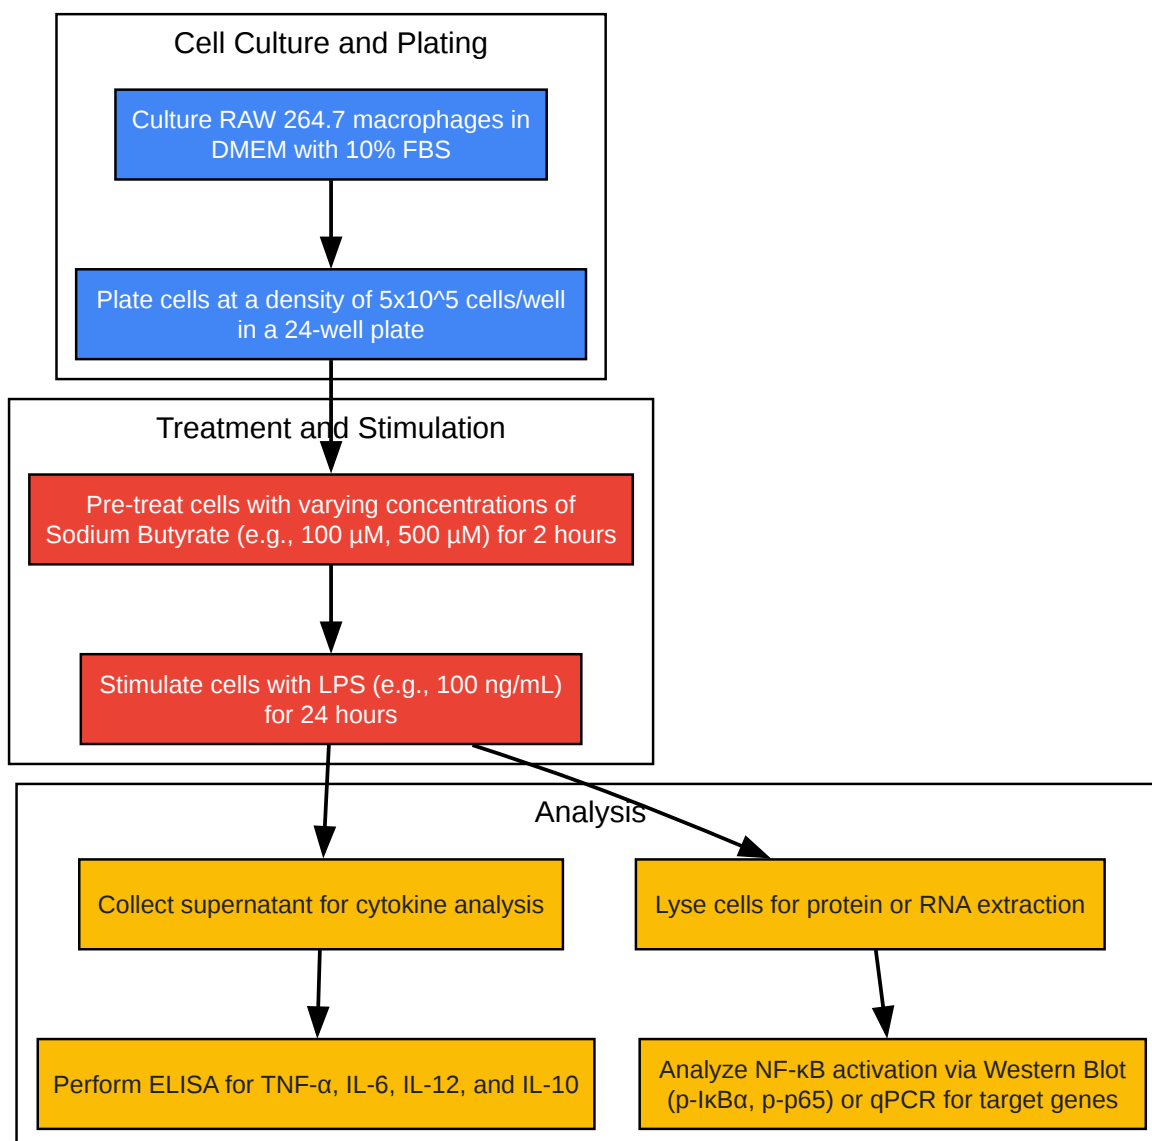 Cell Culture and Plating
Culture RAW 264.7 macrophages in
DMEM with 10% FBS
Plate cells at a density of 5x10^5 cells/well
in a 24-well plate
Treatment and Stimulation
Pre-treat cells with varying concentrations of
Sodium Butyrate (e.g., 100 µM, 500 µM) for 2 hours
Stimulate cells with LPS (e.g., 100 ng/mL)
for 24 hours
Analysis
Collect supernatant for cytokine analysis
Lyse cells for protein or RNA extraction
Perform ELISA for TNF-α, IL-6, IL-12, and IL-10
Analyze NF-κB activation via Western Blot
(p-IκBα, p-p65) or qPCR for target genes